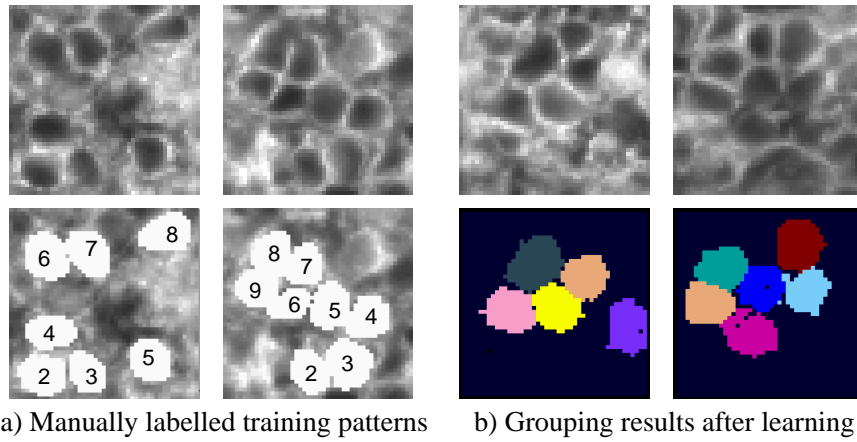 6 7 8
4
5
2 3
8 7
9 6 5 4
2 3
a) Manually labelled training patterns
b) Grouping results after learning